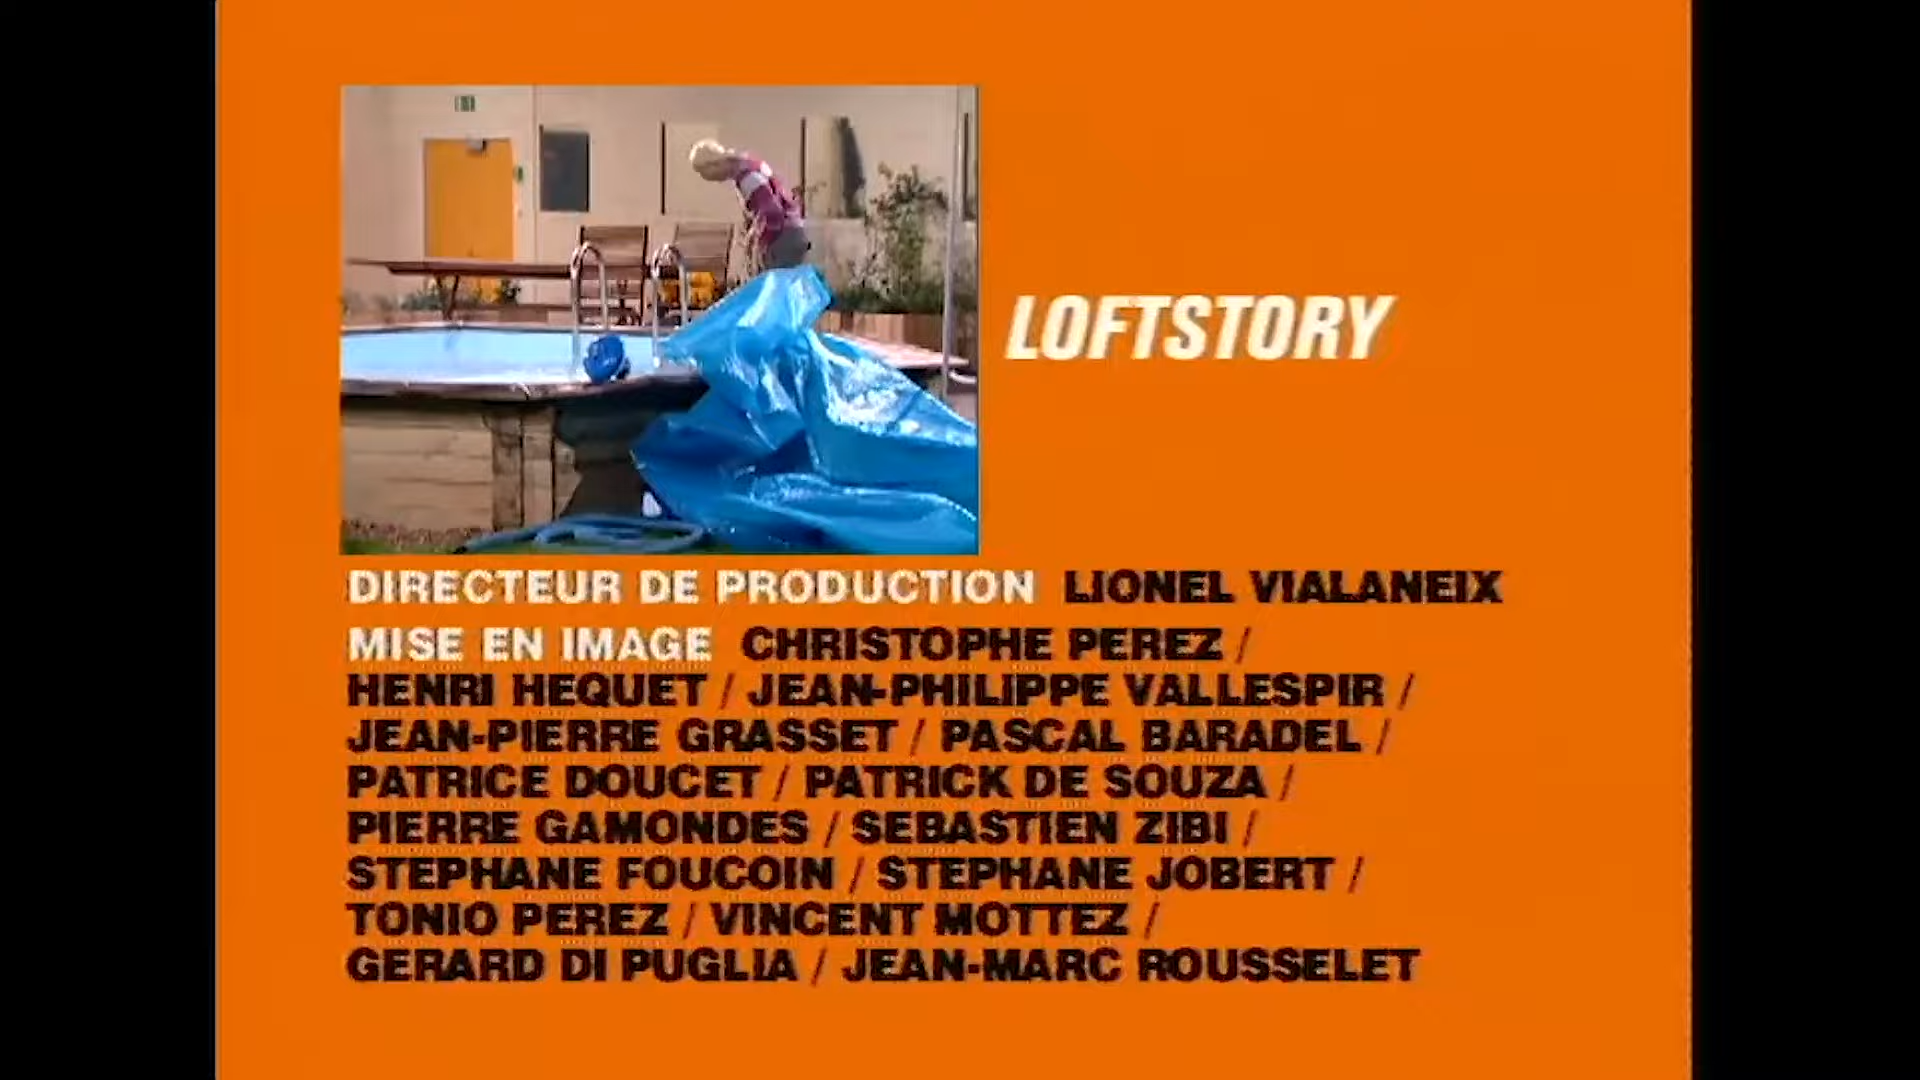 LOFTSTORY
DIRECTEUR DE PRODUCTION LIONEL VIALANEIX
MISE EN IMAGE CHRISTOPHE PEREZ /
HENRI HEQUET / JEAN-PHILIPPE VALLESPIR /
JEAN-PIERRE GRASSET / PASCAL BARADEL /
PATRICE DOUCET / PATRICK DE SOUZA /
PIERRE GAMONDES / SEBASTIEN ZIBI /
STEPHANE FOUCOIN / STEPHANE JOBERT /
TONIO PEREZ / VINCENT MOTTEZ /
GERARD DI PUGLIA / JEAN-MARC ROUSSELET